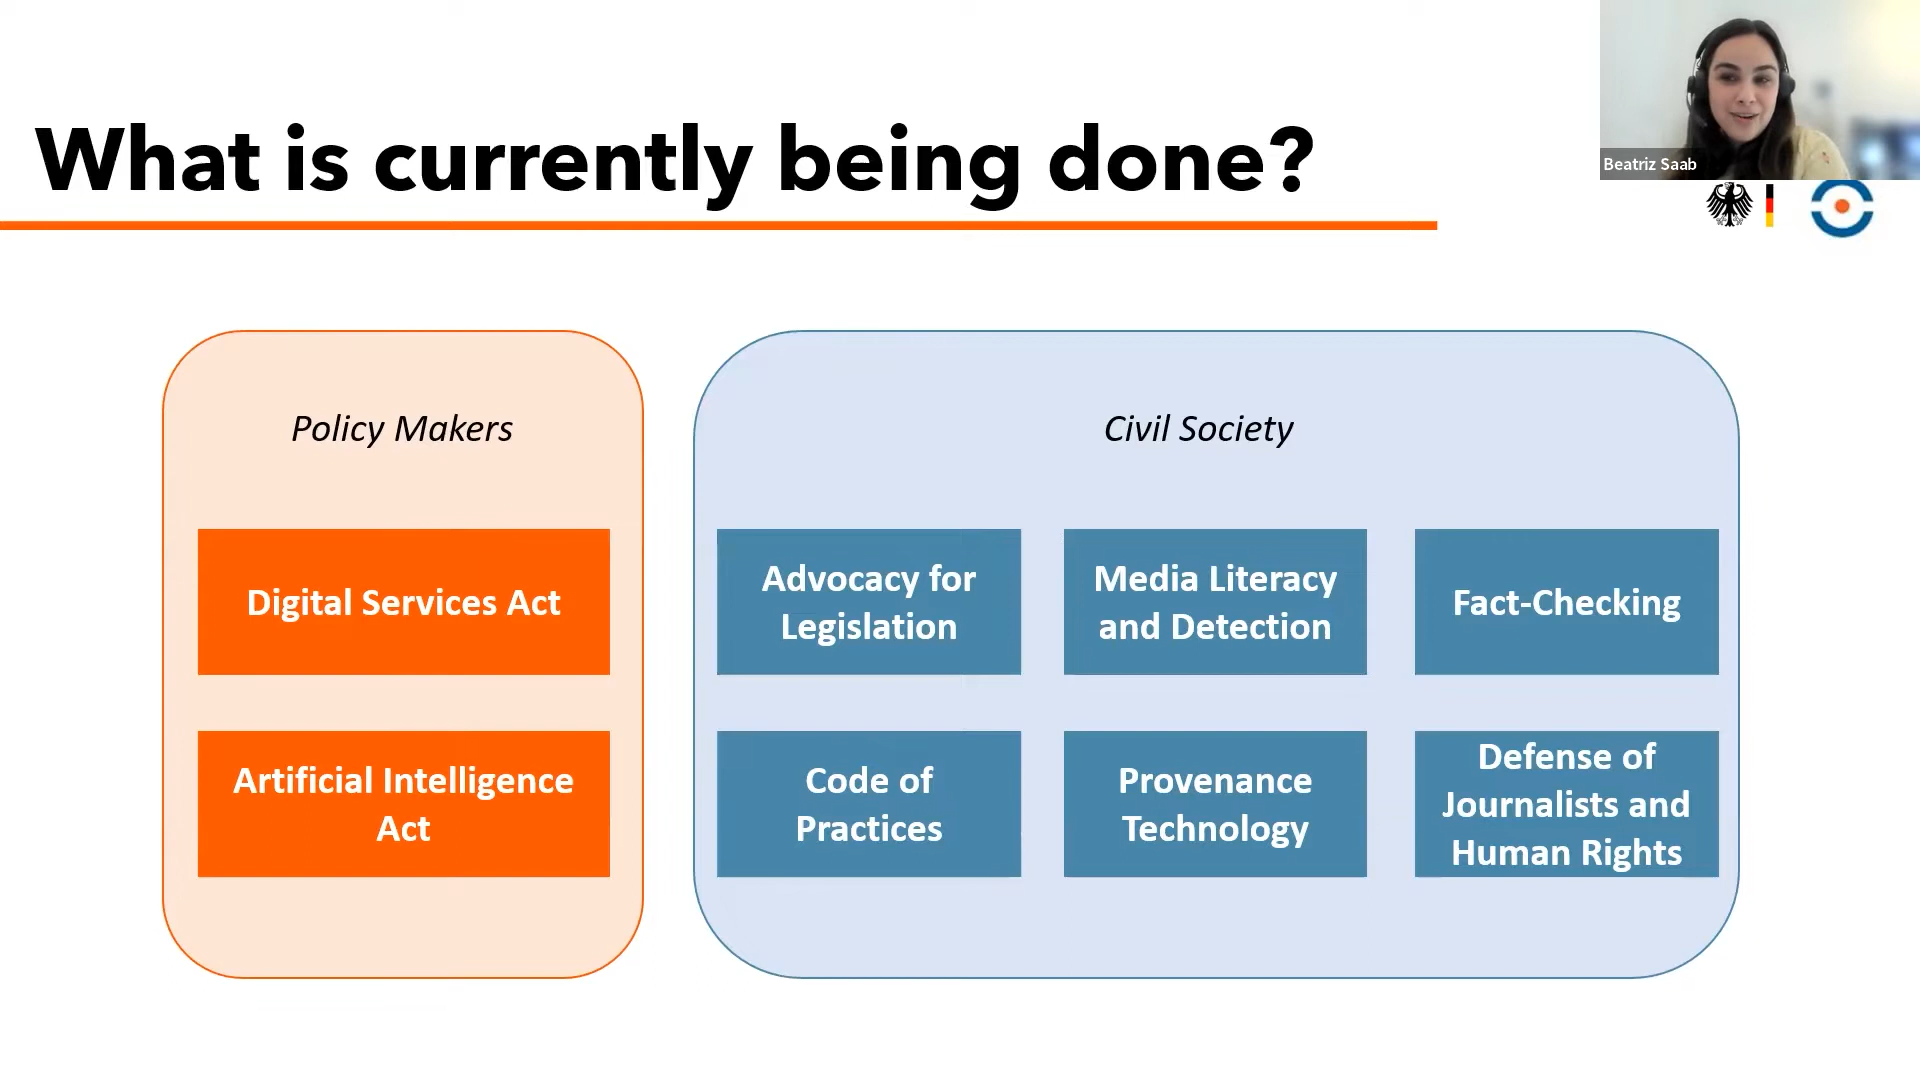 What is currently being done?
Beatriz Saab
Policy Makers
Digital Services Act
Artificial Intelligence
Act
Civil Society
Advocacy for
Legislation
Media Literacy
and Detection
Fact-Checking
Code of
Practices
Provenance
Technology
Defense of
Journalists and
Human Rights